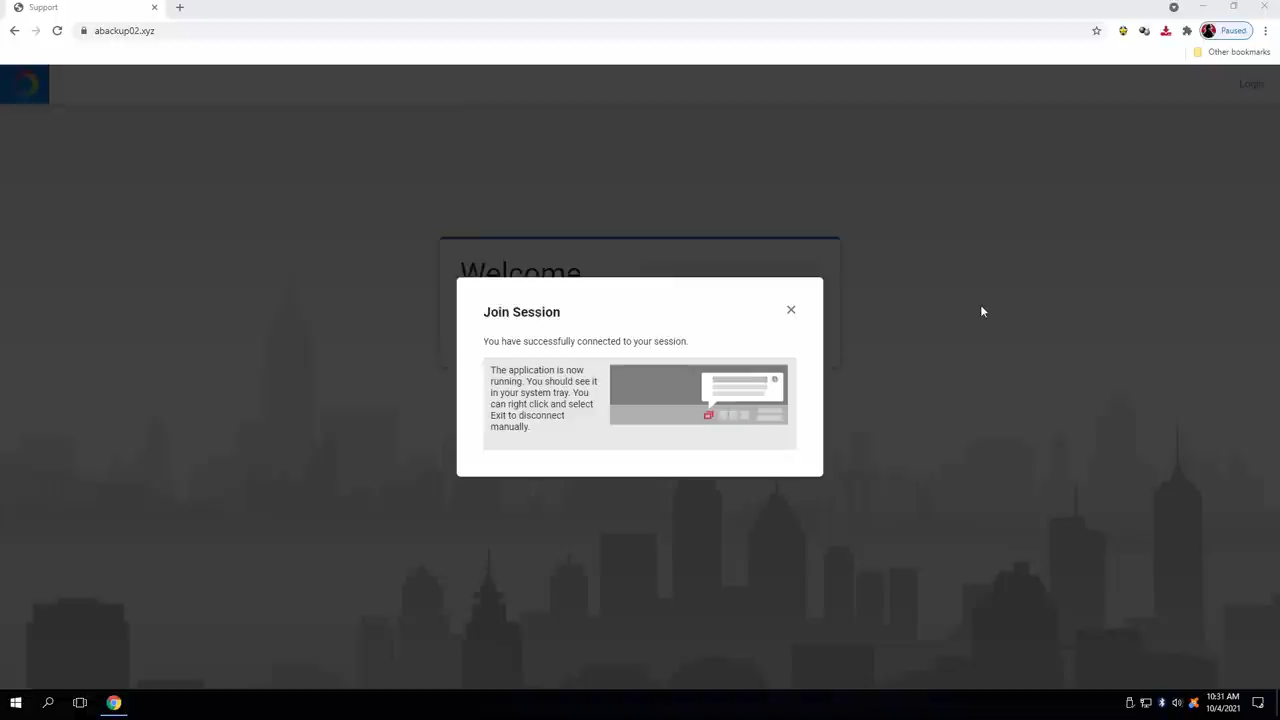 Support
abackup02.xyz
Paused
Other bookmarks
Login
Welcome
Join Session
You have successfully connected to your session.
The application is now
running. You should see it
in your system tray. You
can right click and select
Exit to disconnect
manually.
10:31 AM
10/4/2021